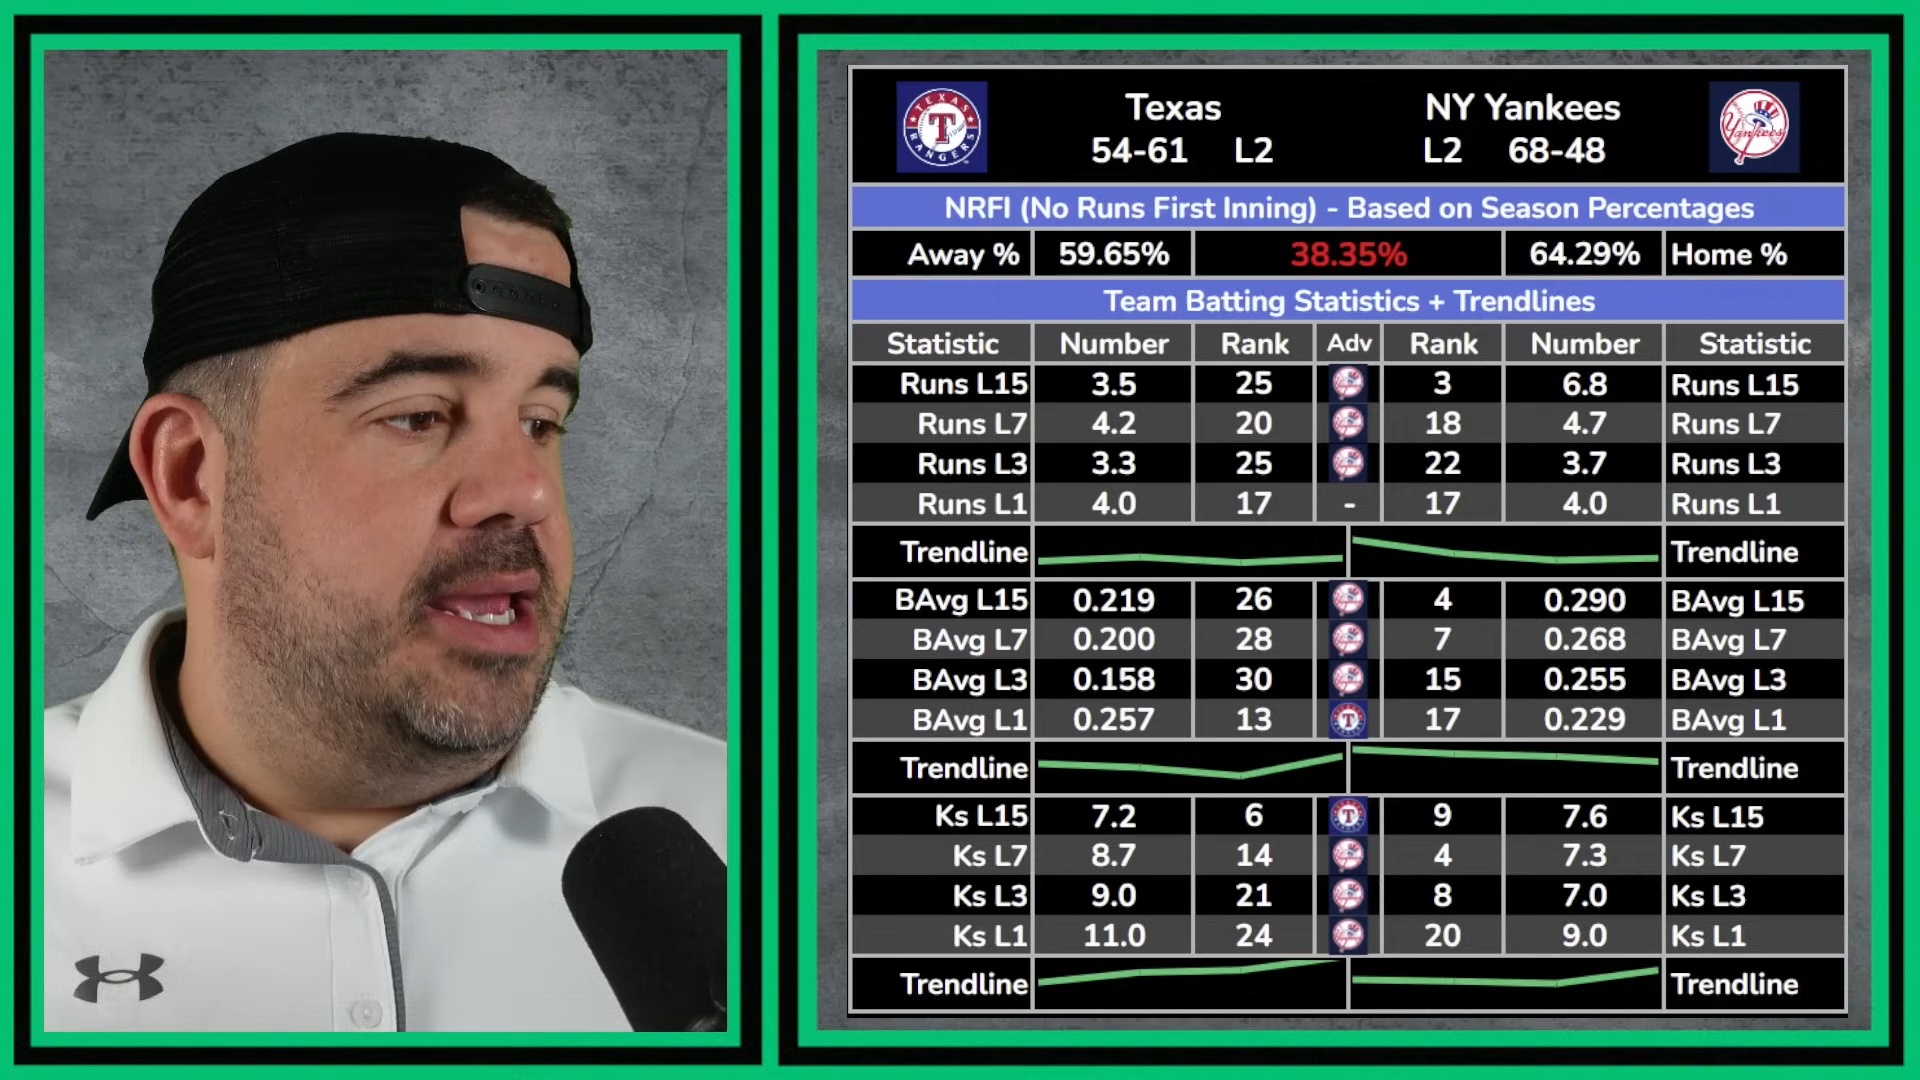 Texas NY Yankees
54-61 L2 L2 68-48
NRFI (No Runs First Inning) - Based on Season Percentages
Away % 59.65% 38.35% 64.29% Home %
Team Batting Statistics + Trendlines
Statistic Number Rank Adv Rank Number Statistic
Runs L15 3.5 25 3 6.8 Runs L15
Runs L7 4.2 20 18 4.7 Runs L7
Runs L3 3.3 25 22 3.7 Runs L3
Runs L1 4.0 17 - 17 4.0 Runs L1
Trendline Trendline
BAvg L15 0.219 26 4 0.290 BAvg L15
BAvg L7 0.200 28 7 0.268 BAvg L7
BAvg L3 0.158 30 15 0.255 BAvg L3
BAvg L1 0.257 13 17 0.229 BAvg L1
Trendline Trendline
Ks L15 7.2 6 9 7.6 Ks L15
Ks L7 8.7 14 4 7.3 Ks L7
Ks L3 9.0 21 8 7.0 Ks L3
Ks L1 11.0 24 20 9.0 Ks L1
Trendline Trendline
TEXAS T RANGERS
Yankees